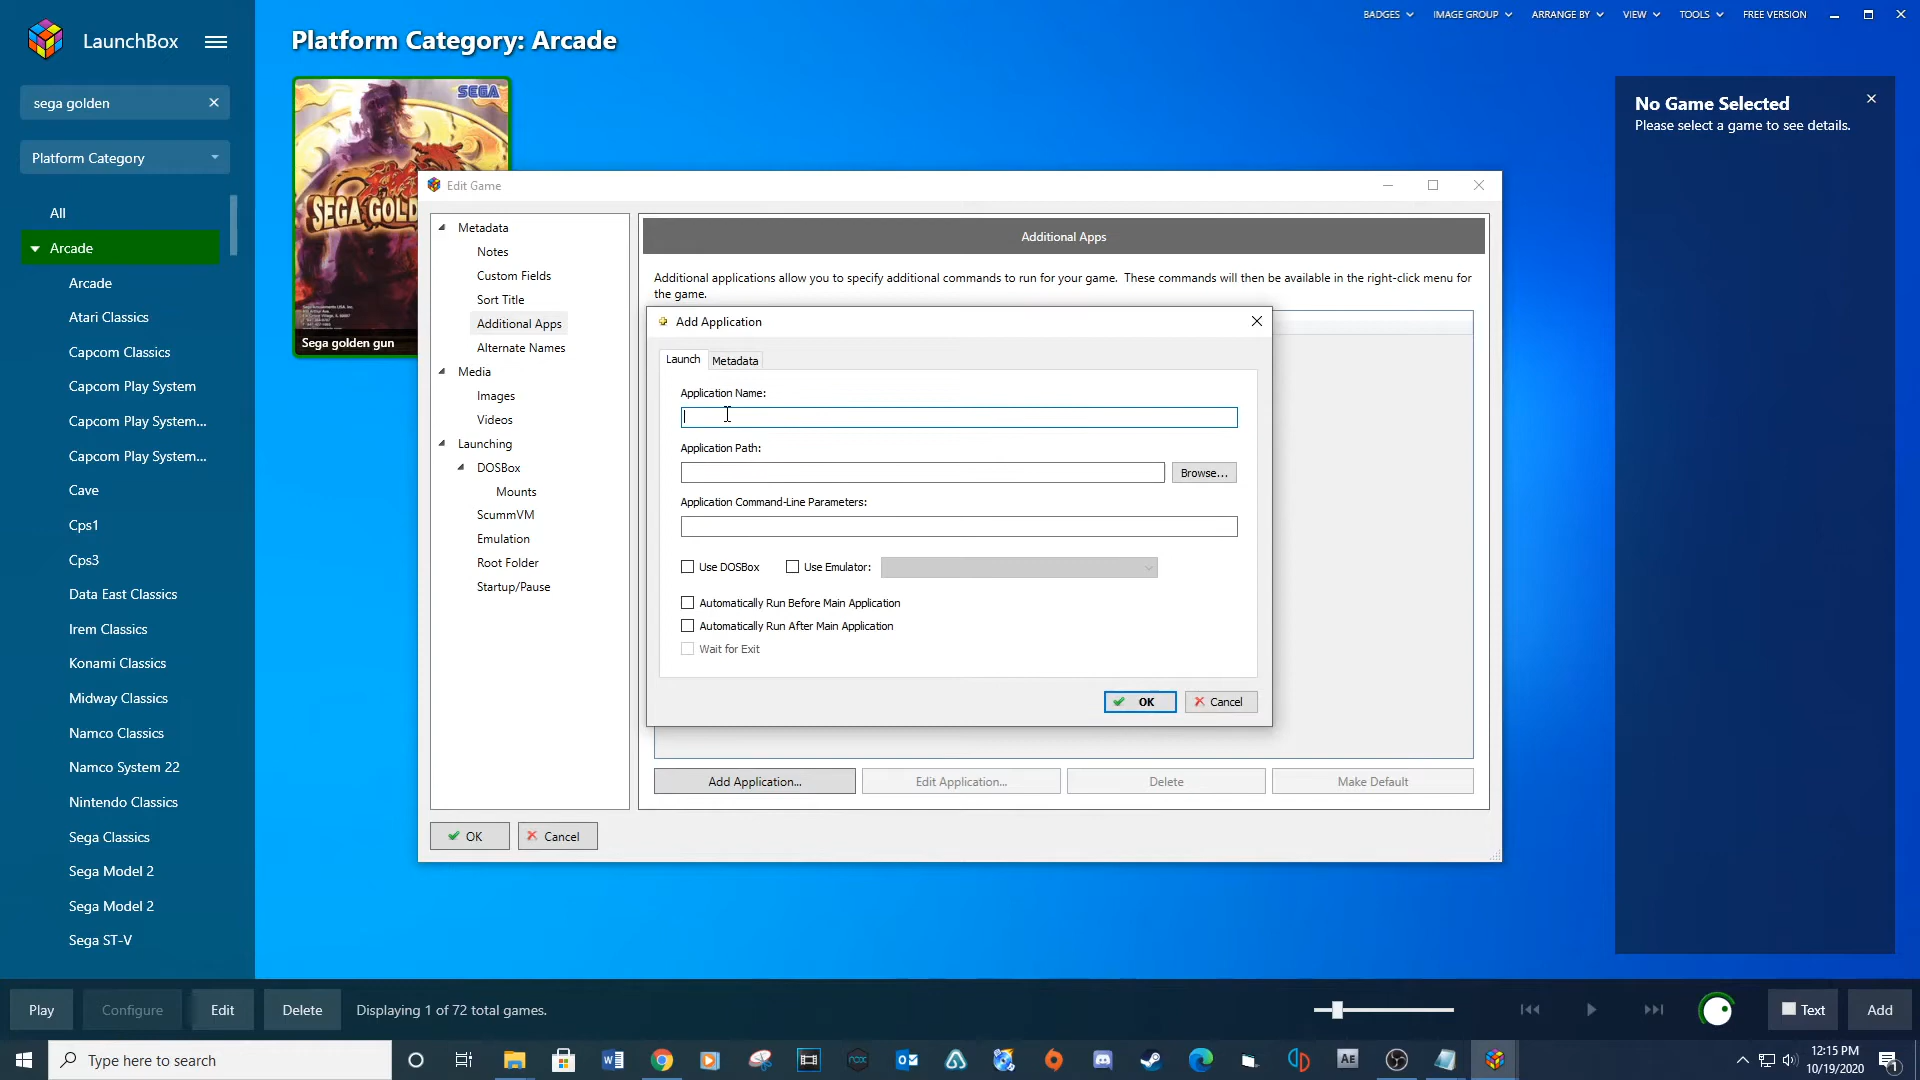 LaunchBox
sega golden
Platform Category
All
Arcade
Arcade
Atari Classics
Capcom Classics
Capcom Play System
Capcom Play System...
Capcom Play System...
Cave
Cps1
Cps3
Data East Classics
Irem Classics
Konami Classics
Midway Classics
Namco Classics
Namco System 22
Nintendo Classics
Sega Classics
Sega Model 2
Sega Model 2
Sega ST-V
Platform Category: Arcade
BADGES IMAGE GROUP ARRANGE BY VIEW TOOLS FREE VERSION
SEGA
SEGA GOLD
Sega golden gun
No Game Selected
Please select a game to see details.
Edit Game
Metadata
Notes
Custom Fields
Sort Title
Additional Apps
Alternate Names
Media
Images
Videos
Launching
DOSBox
Mounts
ScummVM
Emulation
Root Folder
Startup/Pause
Additional Apps
Additional applications allow you to specify additional commands to run for your game. These commands will then be available in the right-click menu for
the game.
Add Application
Launch Metadata
Application Name:
Application Path:
Browse...
Application Command-Line Parameters:
Use DOSBox Use Emulator:
Automatically Run Before Main Application
Automatically Run After Main Application
Wait for Exit
OK Cancel
Add Application... Edit Application... Delete Make Default
OK Cancel
Play Configure Edit Delete Displaying 1 of 72 total games. Text Add
Type here to search
AE
12:15 PM
10/19/2020
1